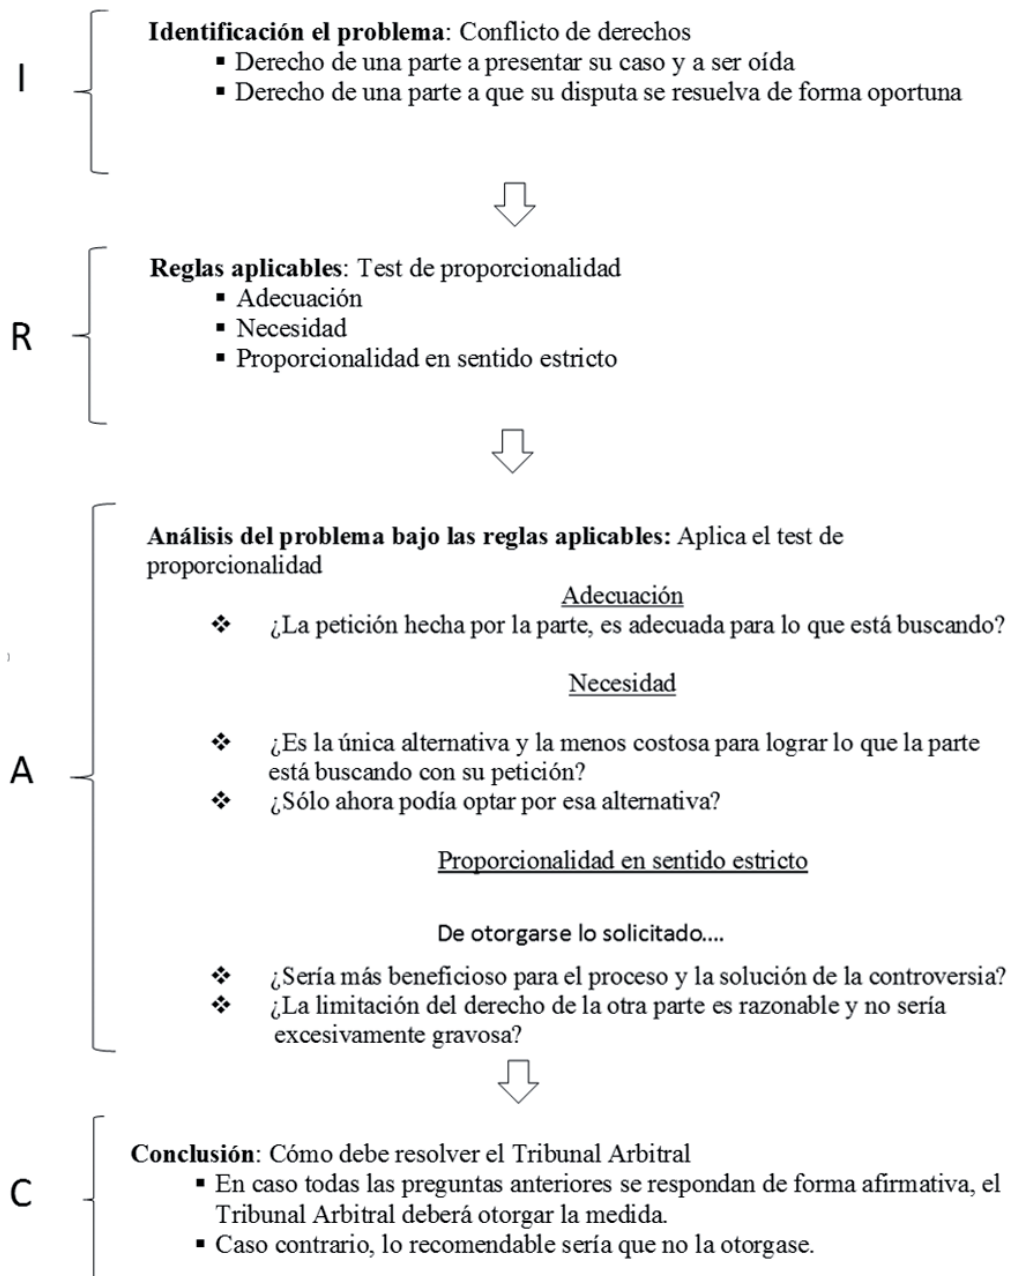 I
Identificación el problema: Conflicto de derechos
▪ Derecho de una parte a presentar su caso y a ser oída
▪ Derecho de una parte a que su disputa se resuelva de forma oportuna
R
Reglas aplicables: Test de proporcionalidad
▪ Adecuación
▪ Necesidad
▪ Proporcionalidad en sentido estricto
A
Análisis del problema bajo las reglas aplicables: Aplica el test de
proporcionalidad
Adecuación
❖ ¿La petición hecha por la parte, es adecuada para lo que está buscando?
Necesidad
❖ ¿Es la única alternativa y la menos costosa para lograr lo que la parte
está buscando con su petición?
❖ ¿Sólo ahora podía optar por esa alternativa?
Proporcionalidad en sentido estricto
De otorgarse lo solicitado....
❖ ¿Sería más beneficioso para el proceso y la solución de la controversia?
❖ ¿La limitación del derecho de la otra parte es razonable y no sería
excesivamente gravosa?
C
Conclusión: Cómo debe resolver el Tribunal Arbitral
▪ En caso todas las preguntas anteriores se respondan de forma afirmativa, el
Tribunal Arbitral deberá otorgar la medida.
▪ Caso contrario, lo recomendable sería que no la otorgase.